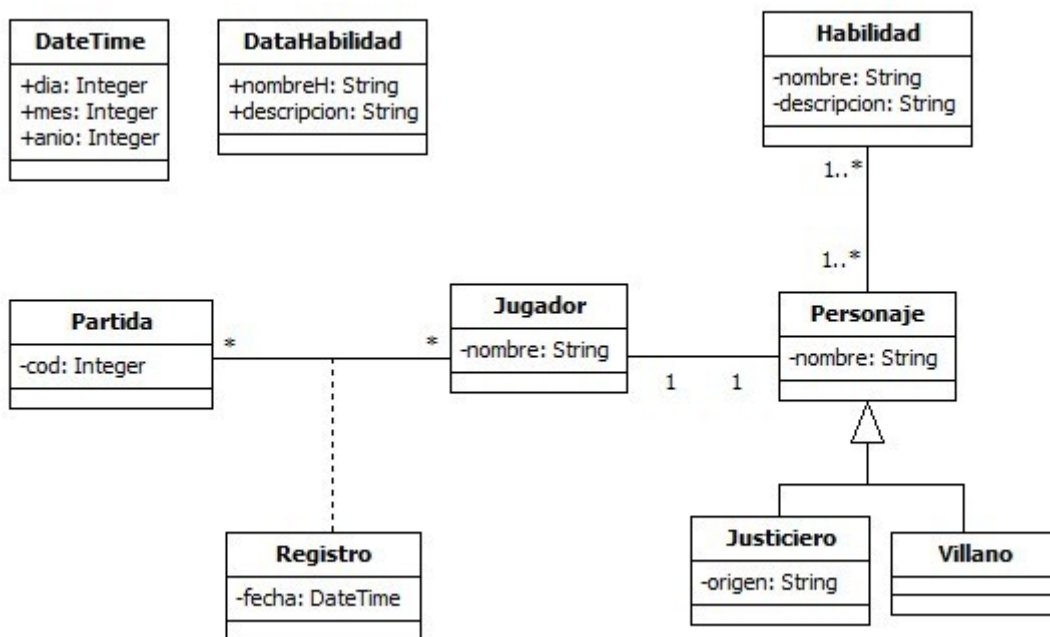 DateTime
+dia: Integer
+mes: Integer
+anio: Integer
DataHabilidad
+nombreH: String
+descripcion: String
Habilidad
-nombre: String
-descripcion: String
1..*
1..*
Partida
-cod: Integer
*
*
Jugador
-nombre: String
1
1
Personaje
-nombre: String
Registro
-fecha: DateTime
Justiciero
-origen: String
Villano